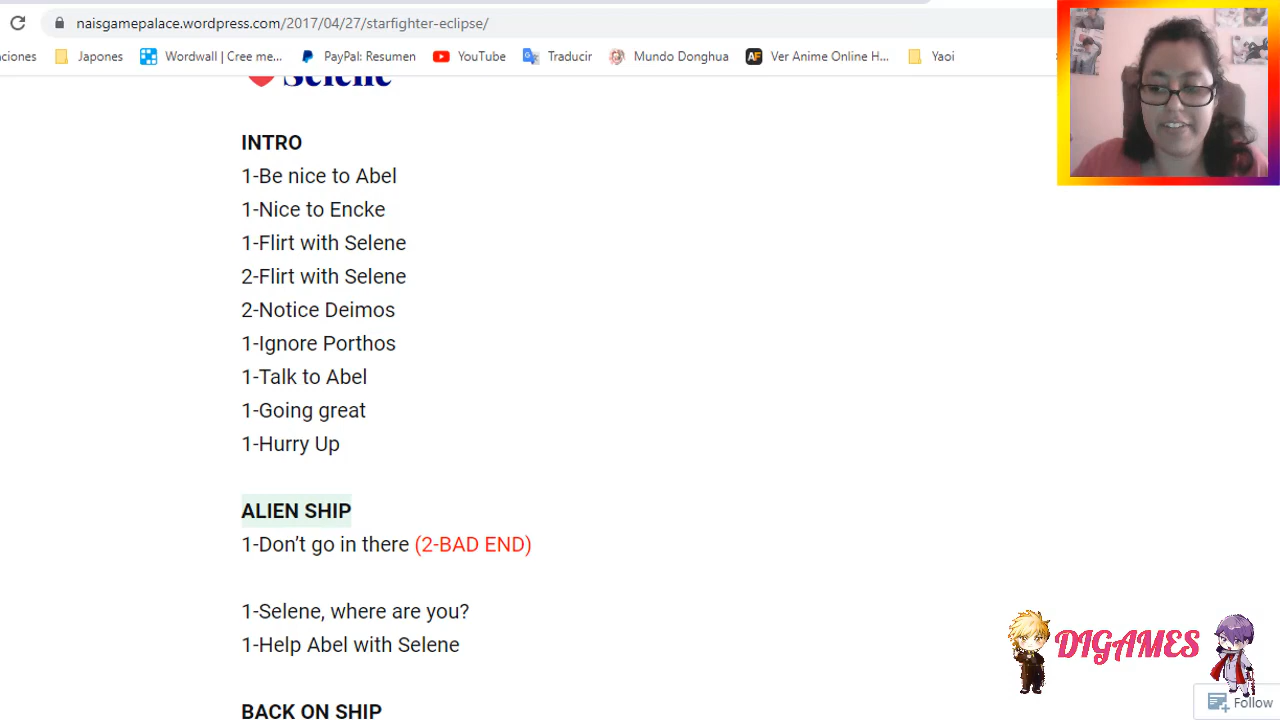 naisgamepalace.wordpress.com/2017/04/27/starfighter-eclipse/
ciones Japones Wordwall | Cree me... PayPal: Resumen YouTube Traducir Mundo Donghua AF Ver Anime Online H... Yaoi
Selene
INTRO
1-Be nice to Abel
1-Nice to Encke
1-Flirt with Selene
2-Flirt with Selene
2-Notice Deimos
1-Ignore Porthos
1-Talk to Abel
1-Going great
1-Hurry Up
ALIEN SHIP
1-Don’t go in there (2-BAD END)
1-Selene, where are you?
1-Help Abel with Selene
DIGAMES
Follow
BACK ON SHIP